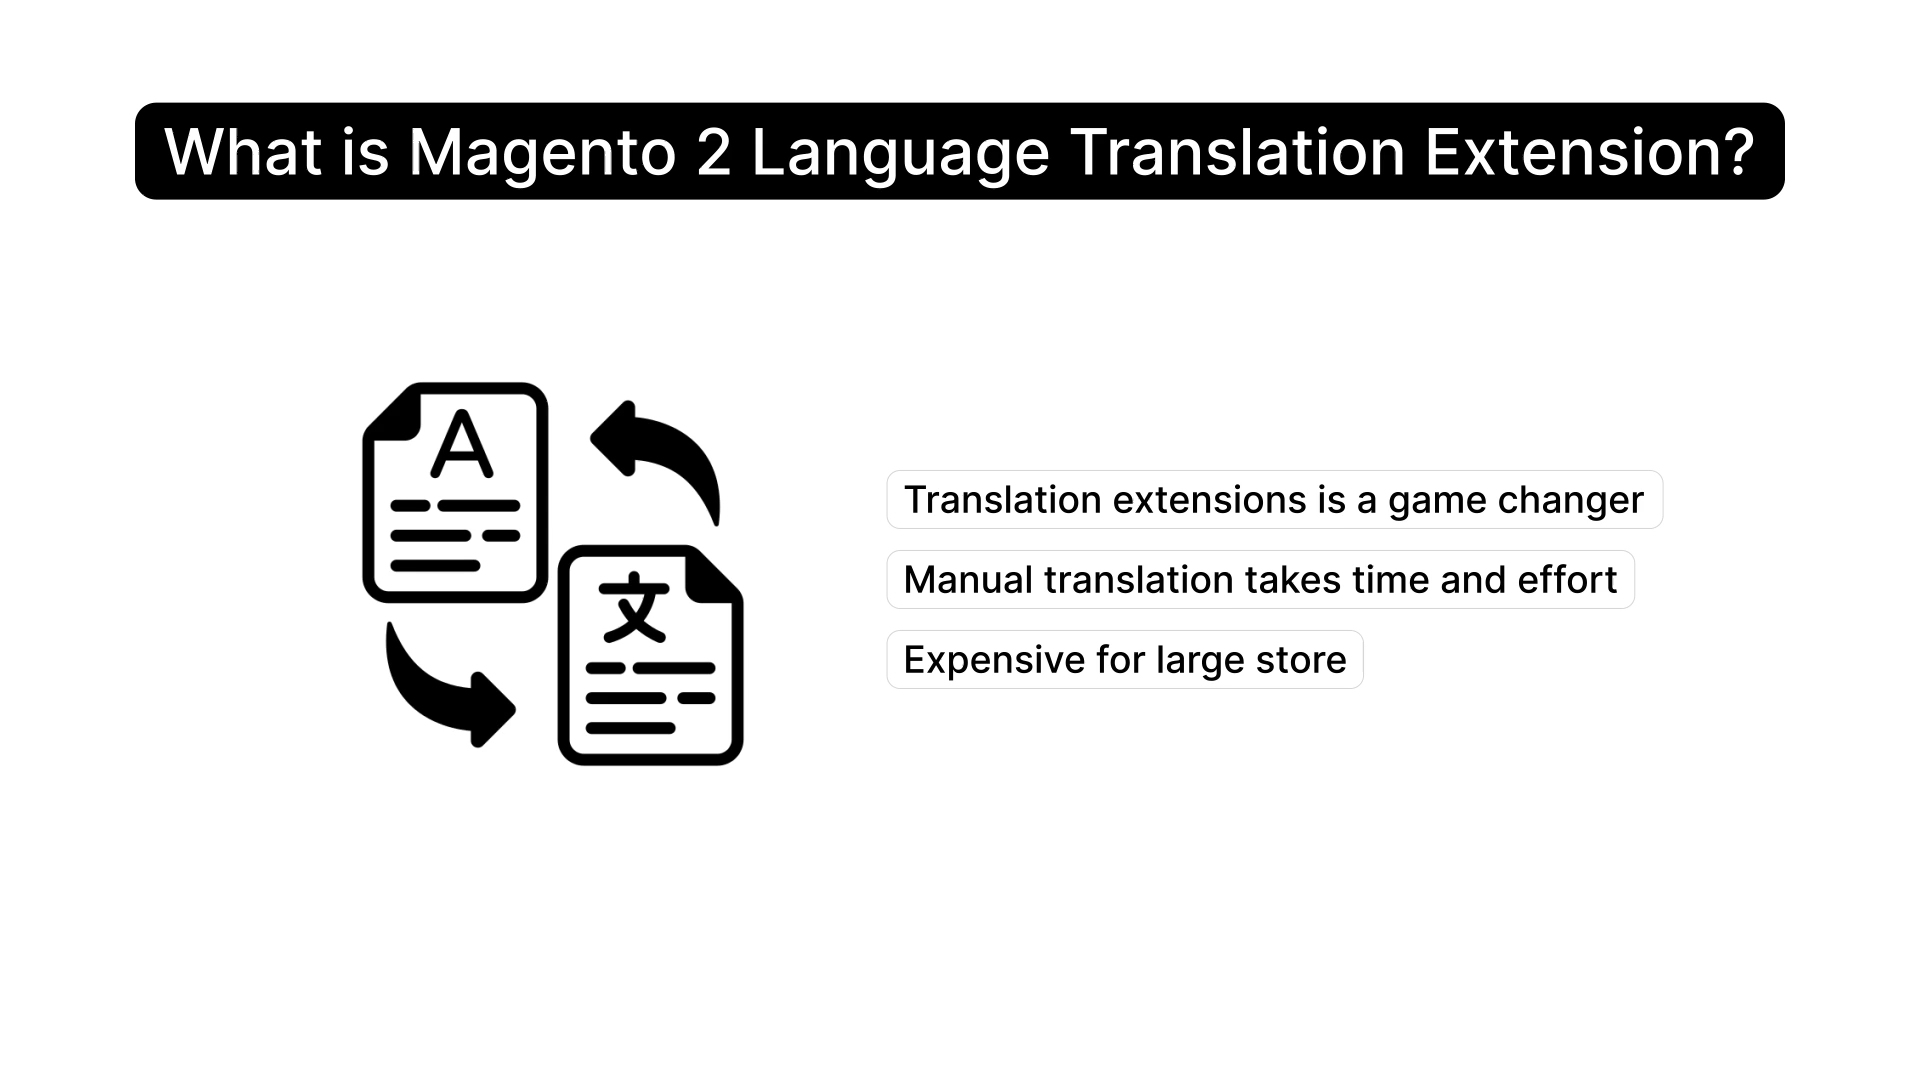 What is Magento 2 Language Translation Extension?
A
文
Translation extensions is a game changer
Manual translation takes time and effort
Expensive for large store